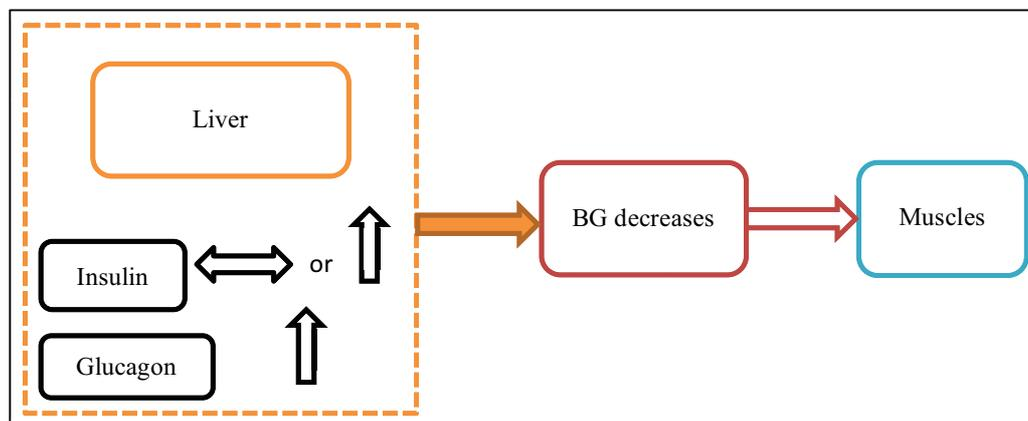 Liver
Insulin
or
Glucagon
BG decreases
Muscles